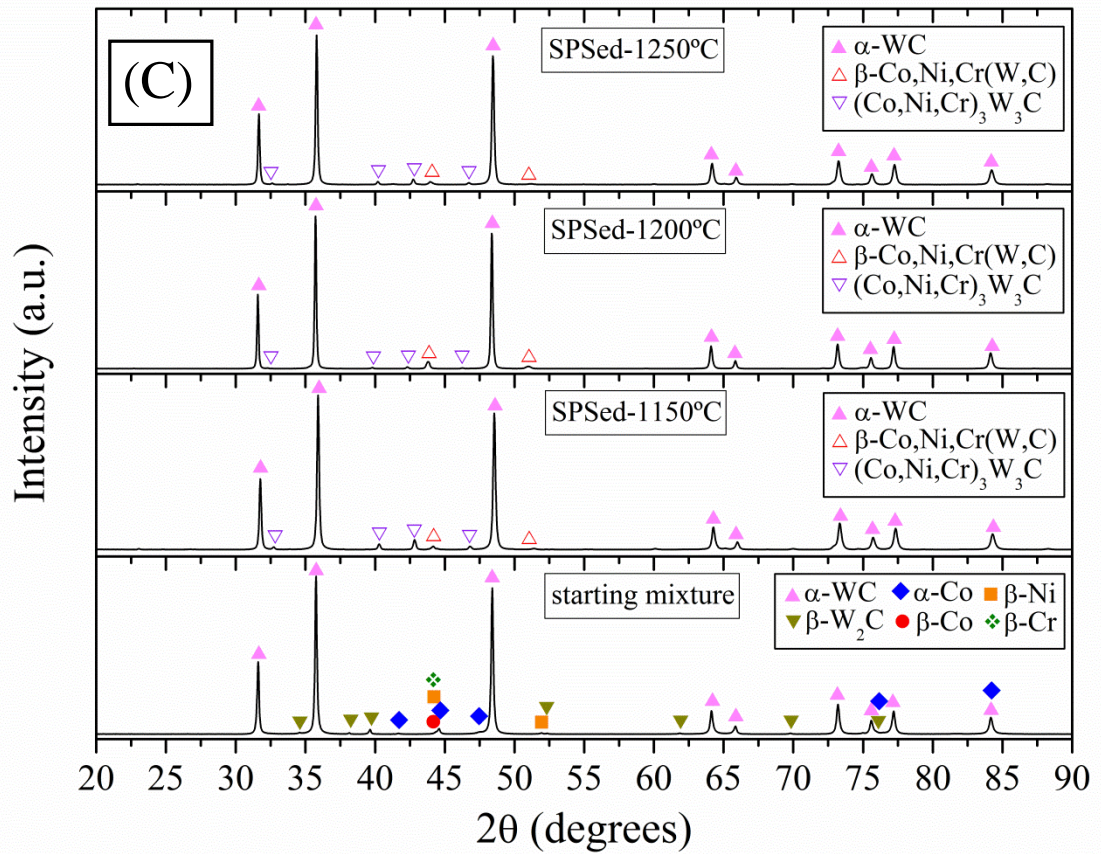 (C)
SPSed-1250ºC
α-WC
β-Co,Ni,Cr(W,C)
(Co,Ni,Cr)₃W₃C
SPSed-1200ºC
α-WC
β-Co,Ni,Cr(W,C)
(Co,Ni,Cr)₃W₃C
SPSed-1150ºC
α-WC
β-Co,Ni,Cr(W,C)
(Co,Ni,Cr)₃W₃C
starting mixture
α-WC α-Co β-Ni
β-W₂C β-Co β-Cr
Intensity (a.u.)
20 25 30 35 40 45 50 55 60 65 70 75 80 85 90
2θ (degrees)